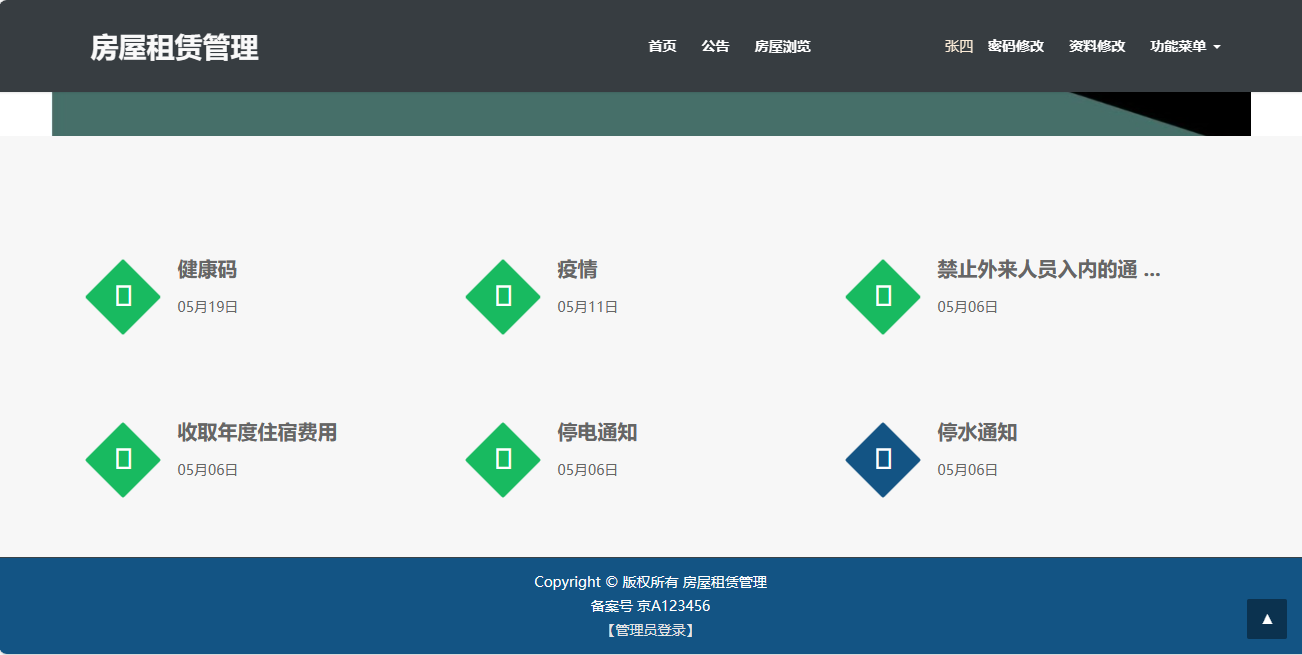 房屋租赁管理
首页 公告 房屋浏览 张四 密码修改 资料修改 功能菜单
健康码
05月19日
疫情
05月11日
禁止外来人员入内的通 ...
05月06日
收取年度住宿费用
05月06日
停电通知
05月06日
停水通知
05月06日
Copyright © 版权所有 房屋租赁管理
备案号 京A123456
【管理员登录】